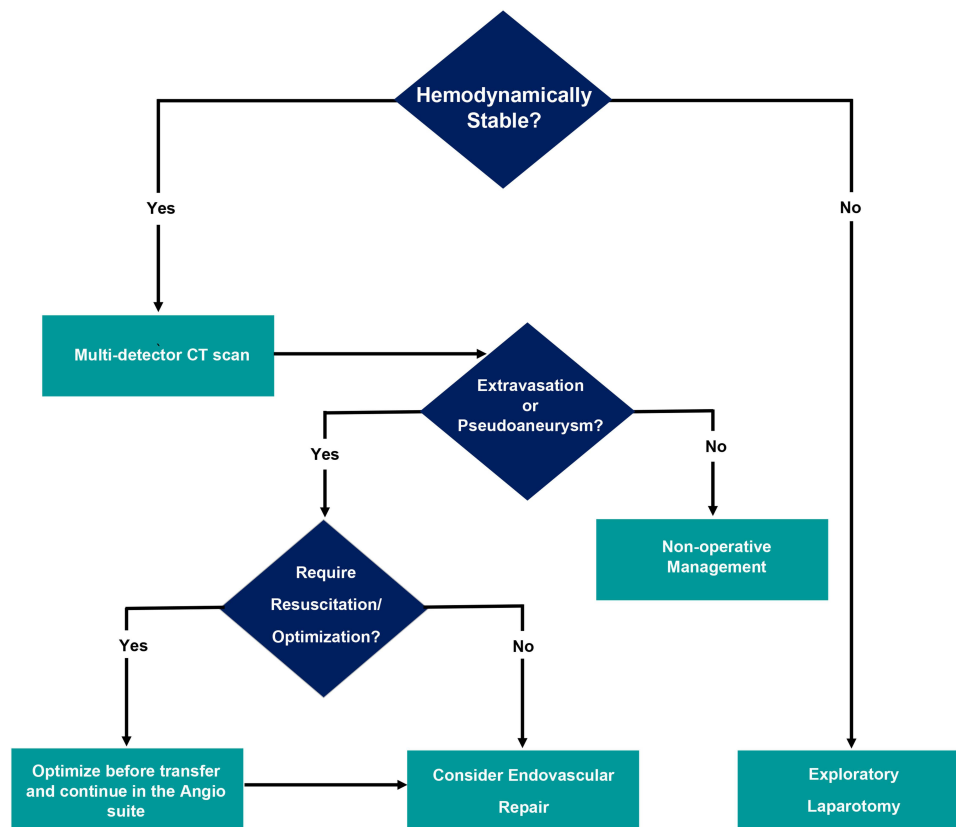 Hemodynamically
Stable?
Yes
No
Multi-detector CT scan
Extravasation
or
Pseudoaneurysm?
Yes
No
Non-operative
Management
Require
Resuscitation/
Optimization?
Yes
No
Optimize before transfer
and continue in the Angio
suite
Consider Endovascular
Repair
Exploratory
Laparotomy